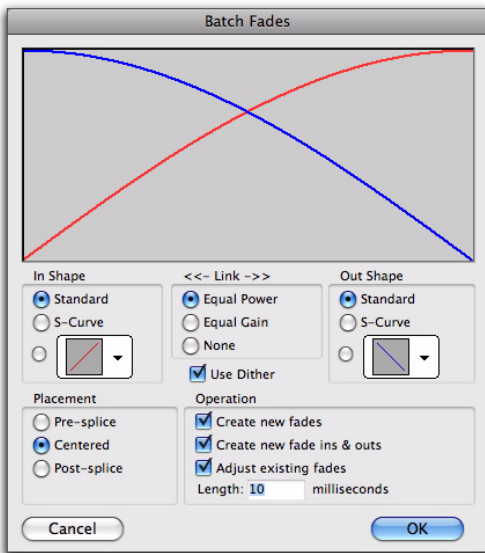 Batch Fades
In Shape
Standard
S-Curve
<<- Link ->>
Equal Power
Equal Gain
None
Use Dither
Out Shape
Standard
S-Curve
Placement
Pre-splice
Centered
Post-splice
Operation
Create new fades
Create new fade ins & outs
Adjust existing fades
Length: 10 milliseconds
Cancel
OK